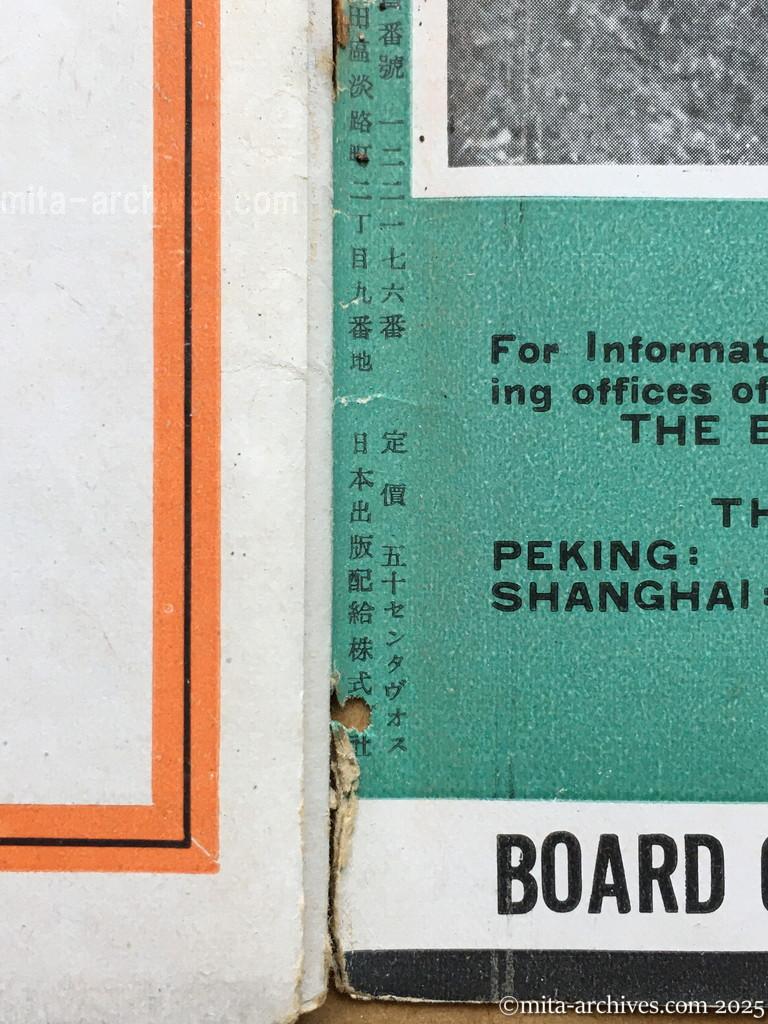 番號 一二二一七六番 定價 五十センタヴオス
田區淡路町二丁目九番地 日本出版配給株式 社
For Informat
ing offices of
THE E
TH
PEKING:
SHANGHAI:
BOARD
mita-archives.com
©mita-archives.com 2025